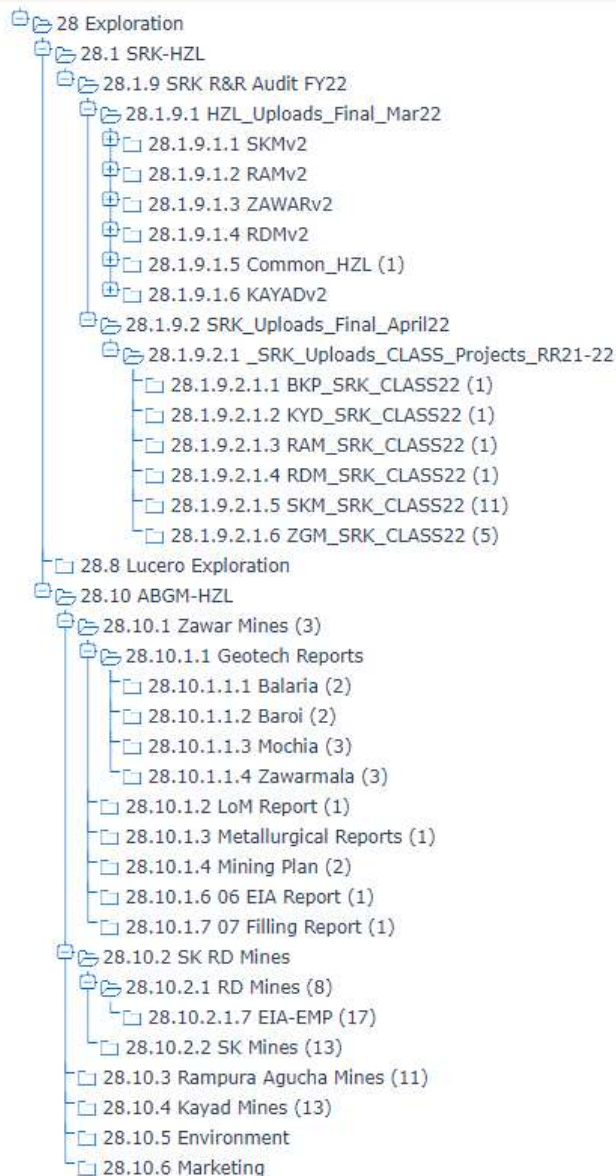 28 Exploration
28.1 SRK-HZL
28.1.9 SRK R&R Audit FY22
28.1.9.1 HZL_Uploads_Final_Mar22
28.1.9.1.1 SKMv2
28.1.9.1.2 RAMv2
28.1.9.1.3 ZAWARv2
28.1.9.1.4 RDMv2
28.1.9.1.5 Common_HZL (1)
28.1.9.1.6 KAYADv2
28.1.9.2 SRK_Uploads_Final_April22
28.1.9.2.1 _SRK_Uploads_CLASS_Projects_RR21-22
28.1.9.2.1.1 BKP_SRK_CLASS22 (1)
28.1.9.2.1.2 KYD_SRK_CLASS22 (1)
28.1.9.2.1.3 RAM_SRK_CLASS22 (1)
28.1.9.2.1.4 RDM_SRK_CLASS22 (1)
28.1.9.2.1.5 SKM_SRK_CLASS22 (11)
28.1.9.2.1.6 ZGM_SRK_CLASS22 (5)
28.8 Lucero Exploration
28.10 ABGM-HZL
28.10.1 Zawar Mines (3)
28.10.1.1 Geotech Reports
28.10.1.1.1 Balaria (2)
28.10.1.1.2 Baroi (2)
28.10.1.1.3 Mochia (3)
28.10.1.1.4 Zawarmala (3)
28.10.1.2 LoM Report (1)
28.10.1.3 Metallurgical Reports (1)
28.10.1.4 Mining Plan (2)
28.10.1.6 06 EIA Report (1)
28.10.1.7 07 Filling Report (1)
28.10.2 SK RD Mines
28.10.2.1 RD Mines (8)
28.10.2.1.7 EIA-EMP (17)
28.10.2.2 SK Mines (13)
28.10.3 Rampura Agucha Mines (11)
28.10.4 Kayad Mines (13)
28.10.5 Environment
28.10.6 Marketing